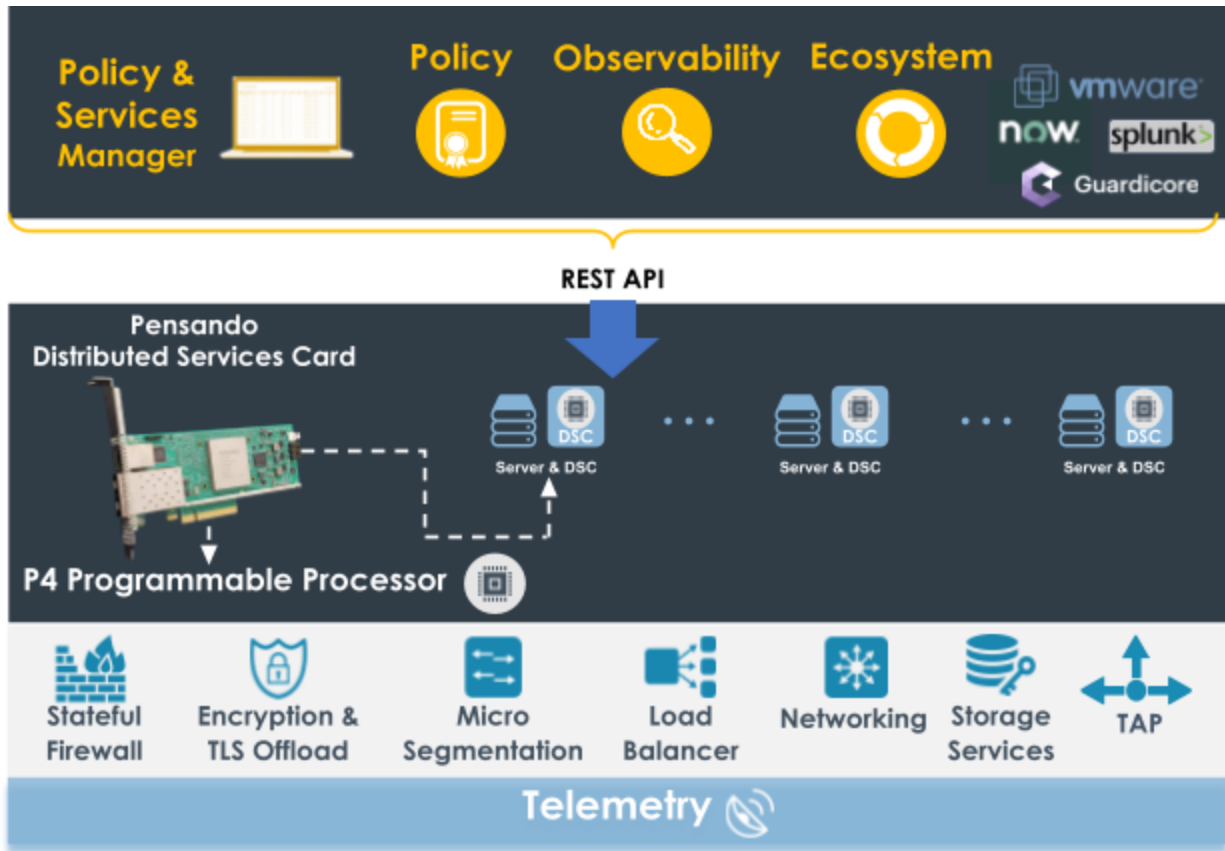 Policy &
Services
Manager
Policy
Observability
Ecosystem
vmware
now.
splunk>
Guardicore
REST API
Pensando
Distributed Services Card
DSC
Server & DSC
DSC
Server & DSC
DSC
Server & DSC
P4 Programmable Processor
Stateful
Firewall
Encryption &
TLS Offload
Micro
Segmentation
Load
Balancer
Networking
Storage
Services
TAP
Telemetry